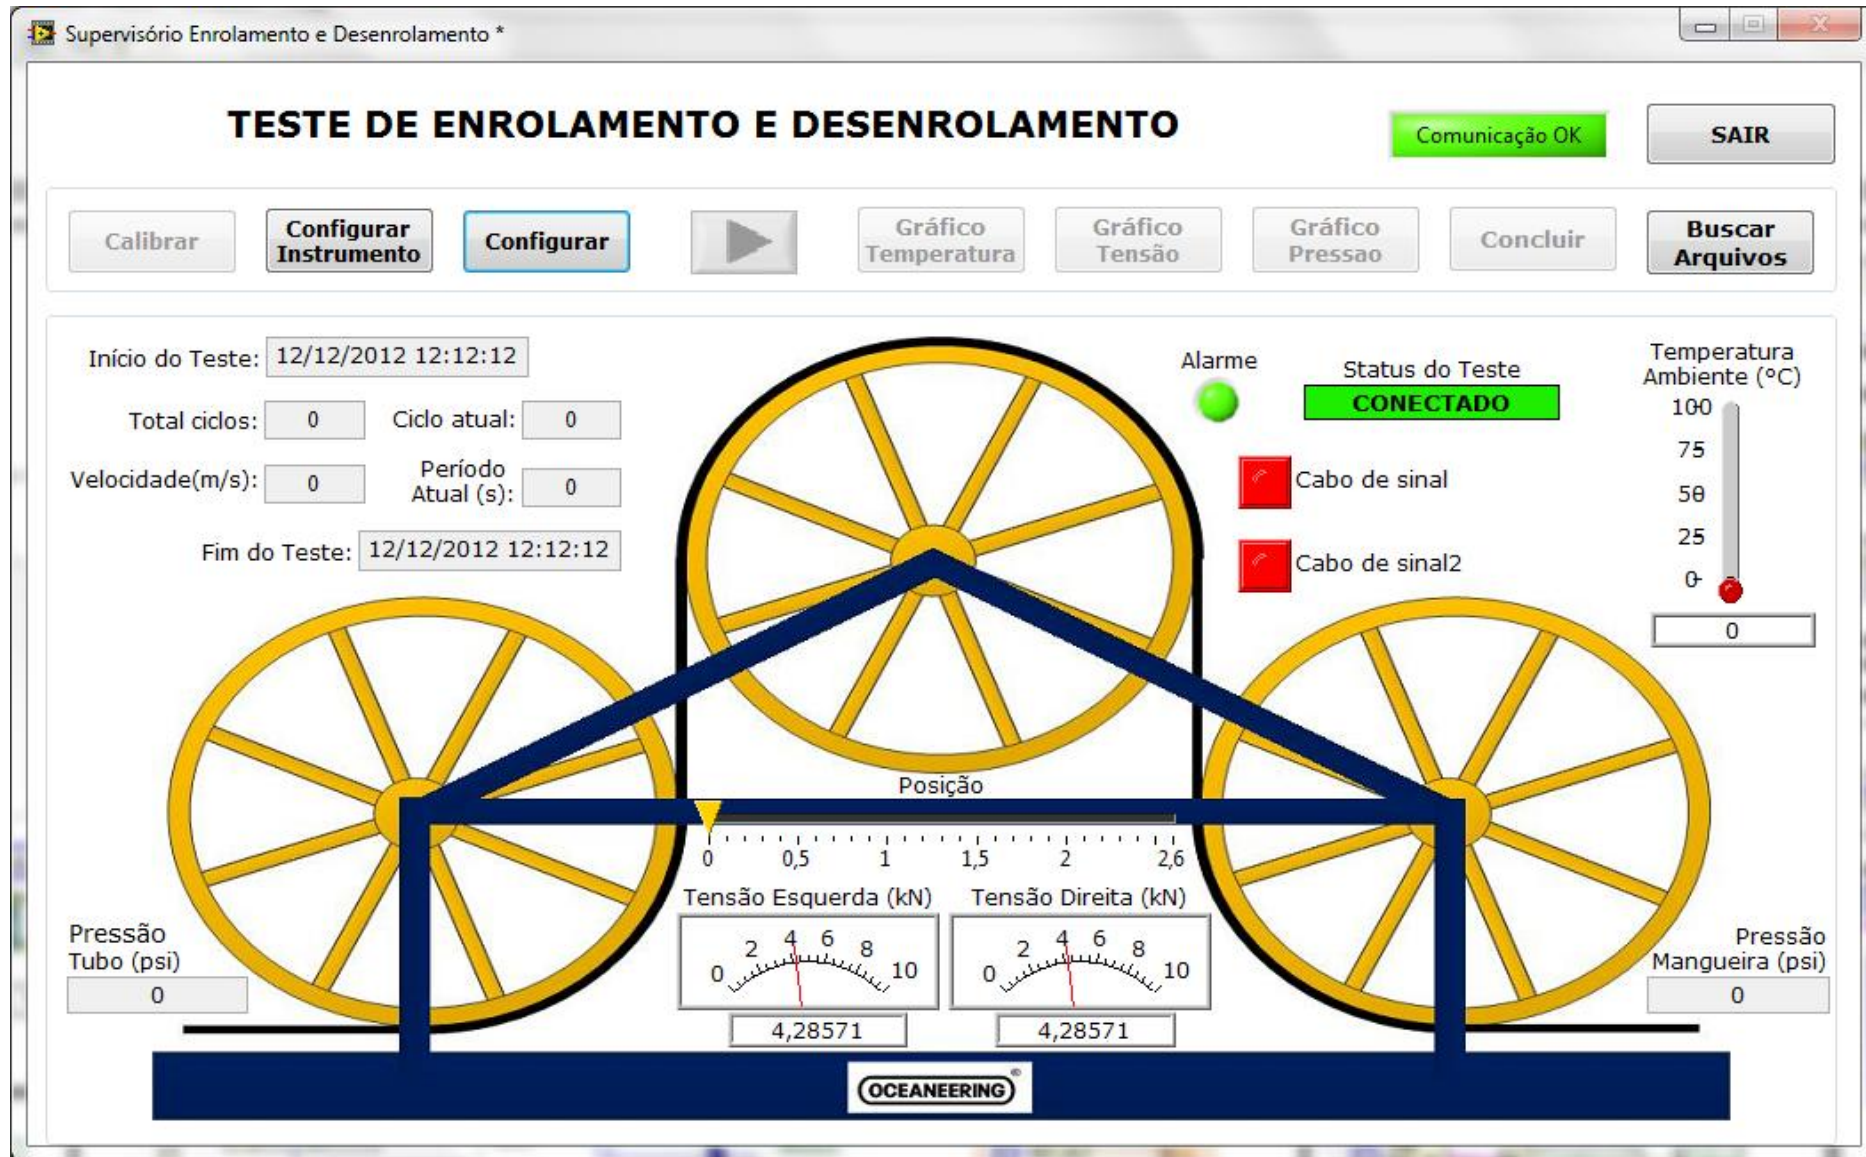 Supervisório Enrolamento e Desenrolamento *
TESTE DE ENROLAMENTO E DESENROLAMENTO
Comunicação OK
SAIR
Calibrar
Configurar
Instrumento
Configurar
Gráfico
Temperatura
Gráfico
Tensão
Gráfico
Pressao
Concluir
Buscar
Arquivos
Início do Teste: 12/12/2012 12:12:12
Total ciclos: 0 Ciclo atual: 0
Velocidade(m/s): 0
Período
Atual (s): 0
Fim do Teste: 12/12/2012 12:12:12
Alarme
Status do Teste
CONECTADO
Cabo de sinal
Cabo de sinal2
Temperatura
Ambiente (°C)
100
75
50
25
0
0
Posição
0 0,5 1 1,5 2 2,6
Tensão Esquerda (kN)
0 2 4 6 8 10
4,28571
Tensão Direita (kN)
0 2 4 6 8 10
4,28571
Pressão
Tubo (psi)
0
Pressão
Mangueira (psi)
0
OCEANEERING®